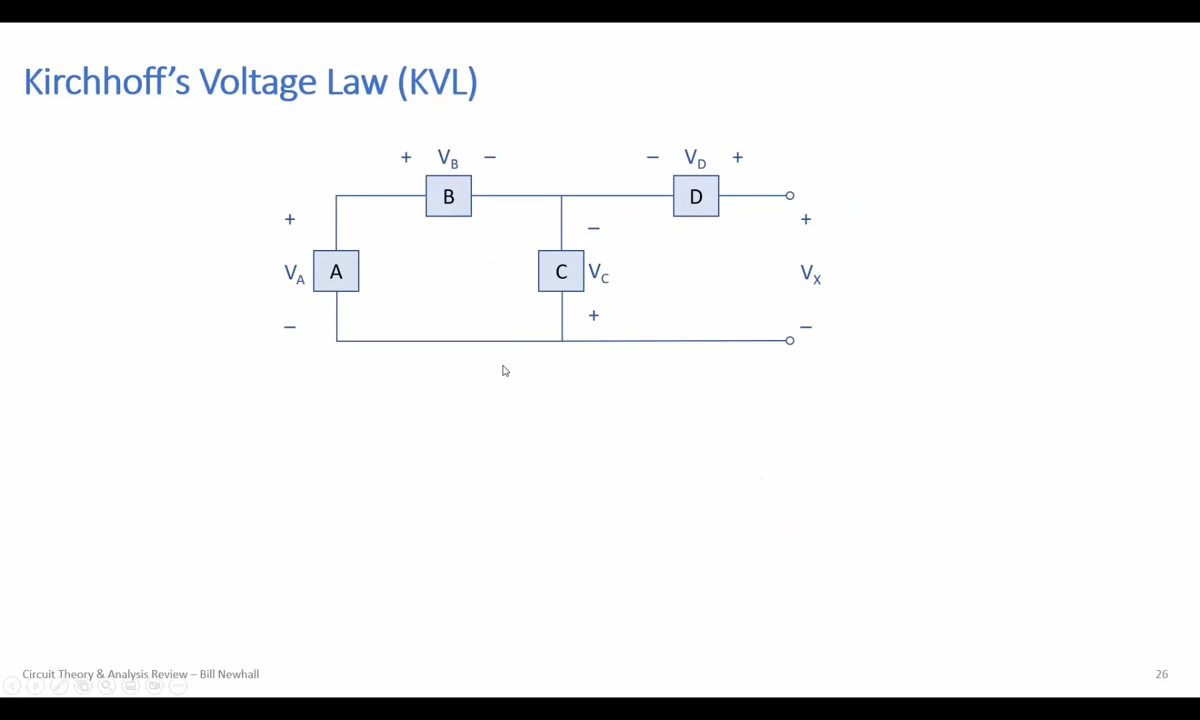 Kirchhoff's Voltage Law (KVL)
+ V_B − − V_D +
B D
+ − +
V_A A C V_C V_X
− + −
Circuit Theory & Analysis Review – Bill Newhall 26